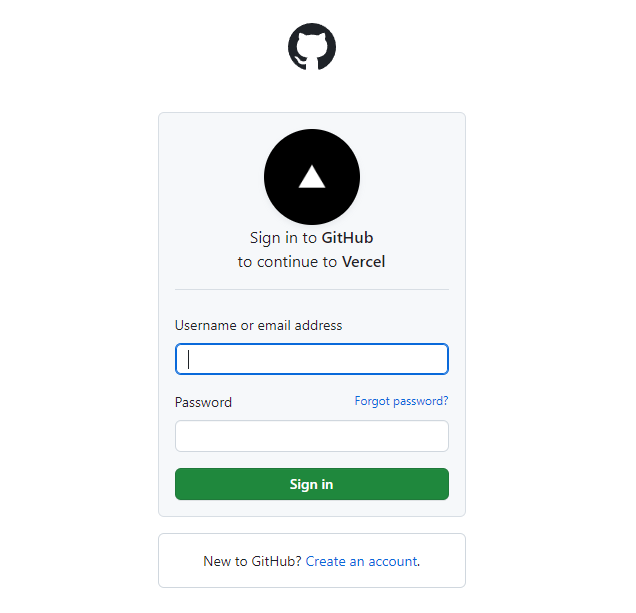 Sign in to GitHub
to continue to Vercel
Username or email address
Password
Forgot password?
Sign in
New to GitHub? Create an account.